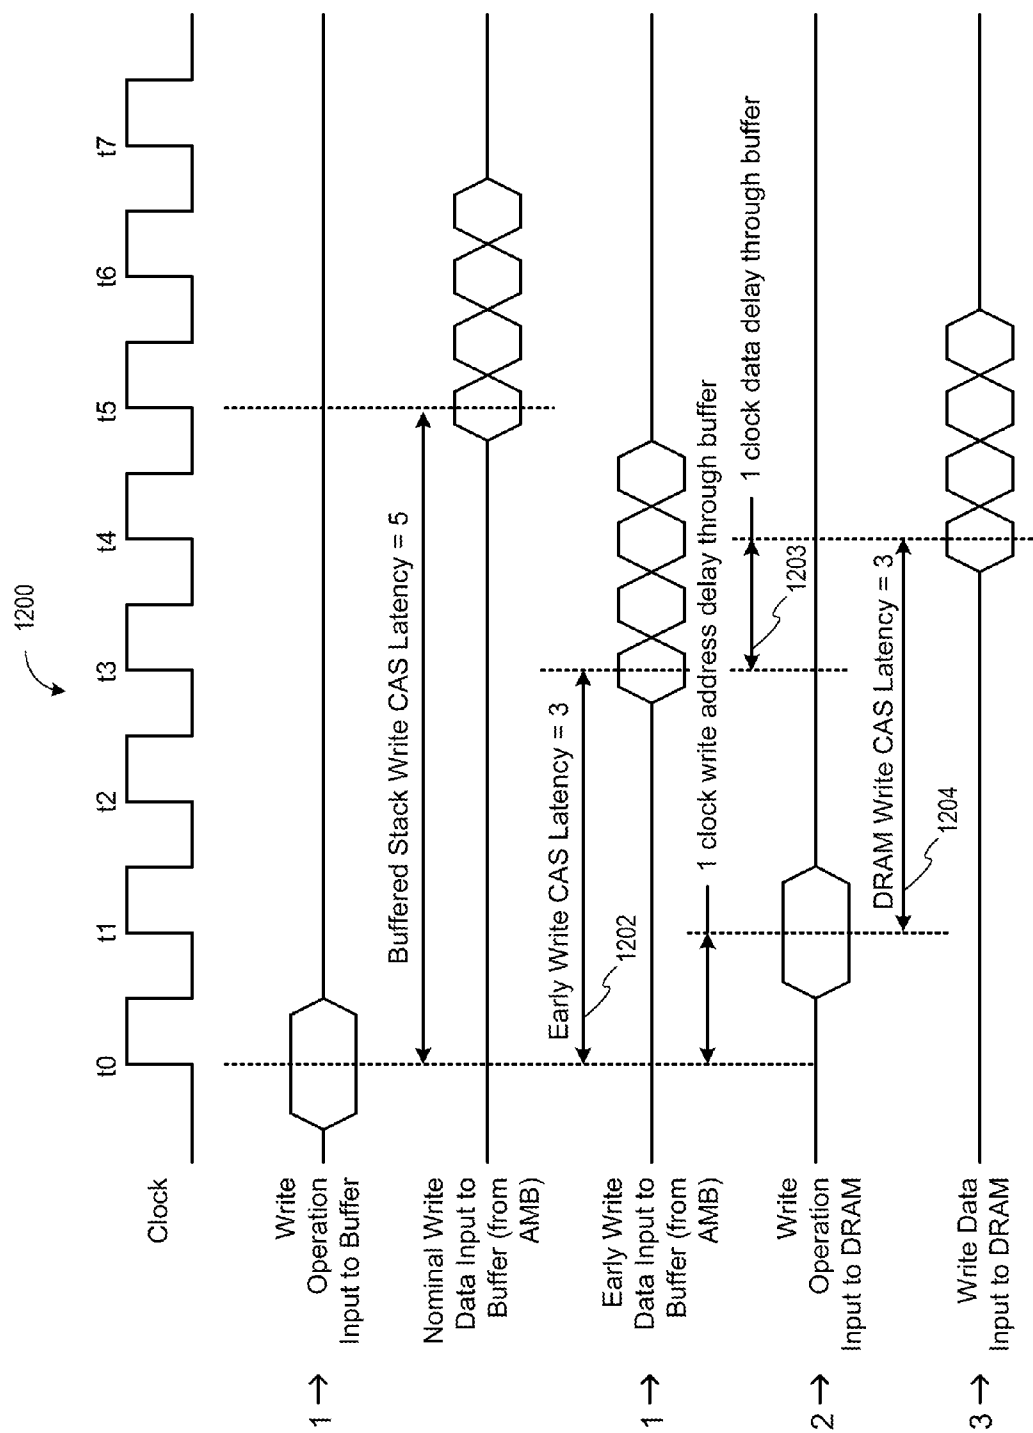 1200
t0 t1 t2 t3 t4 t5 t6 t7
Clock
1 →
Write
Operation
Input to Buffer
Buffered Stack Write CAS Latency = 5
Nominal Write
Data Input to
Buffer (from
AMB)
Early Write CAS Latency = 3
1202
1 →
Early Write
Data Input to
Buffer (from
AMB)
1 clock write address delay through buffer
1 clock data delay through buffer
1203
2 →
Write
Operation
Input to DRAM
DRAM Write CAS Latency = 3
1204
3 →
Write Data
Input to DRAM